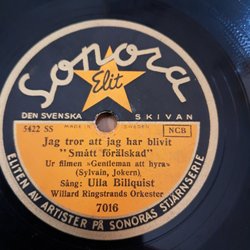 Sonora
Elit
DEN SVENSKA SKIVAN
5422 SS MADE IN SWEDEN NCB
Jag tror att jag har blivit
"Smått förälskad"
Ur filmen »Gentleman att hyra»
(Sylvain, Jokern)
Sång: Ulla Billquist
Willard Ringstrands Orkester
7016
ELITEN AV ARTISTER PÅ SONORAS STJÄRNSERIE